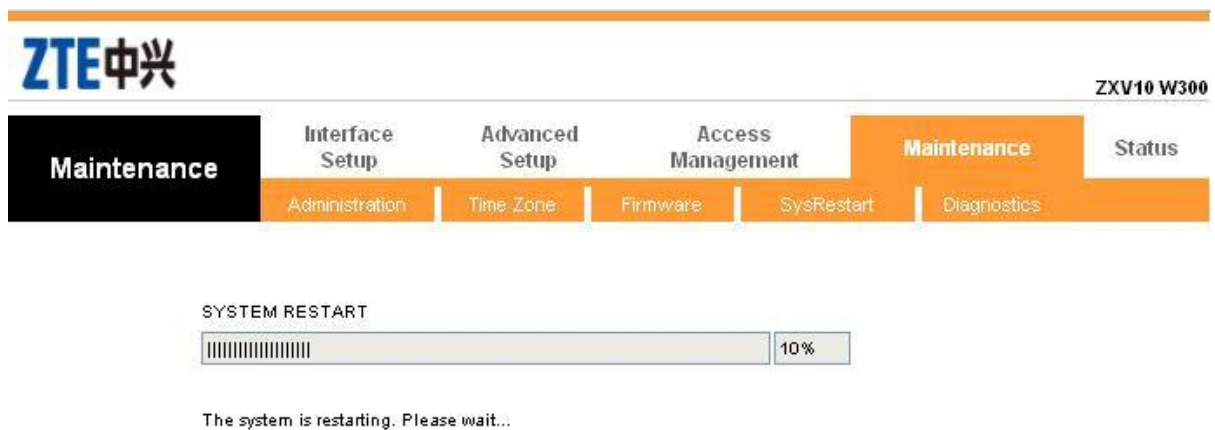 ZTE中兴
ZXV10 W300
Maintenance
Interface Setup
Advanced Setup
Access Management
Maintenance
Status
Administration
Time Zone
Firmware
SysRestart
Diagnostics
SYSTEM RESTART
|||||||||||||||||||| 10%
The system is restarting. Please wait...